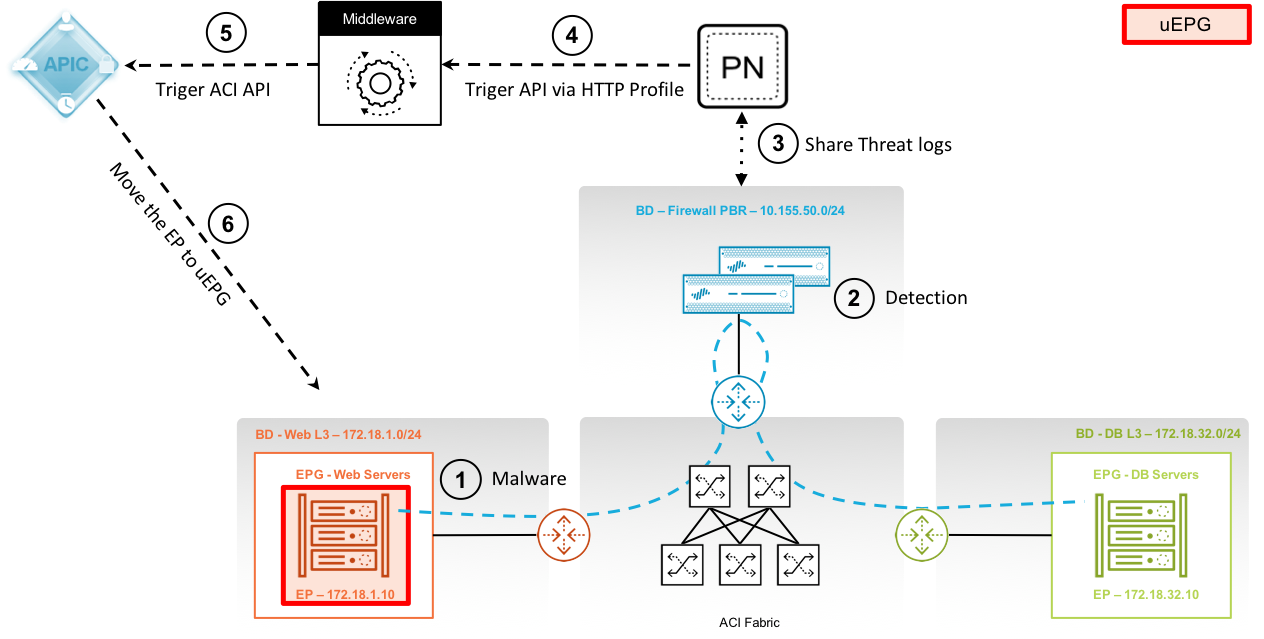 5
Middleware
4
uEPG
APIC
PN
Triger ACI API
Triger API via HTTP Profile
3
Share Threat logs
Move the EP to uEPG
6
BD – Firewall PBR – 10.155.50.0/24
2
Detection
BD - Web L3 – 172.18.1.0/24
BD - DB L3 – 172.18.32.0/24
EPG - Web Servers
1
Malware
EPG - DB Servers
EP – 172.18.1.10
EP – 172.18.32.10
ACI Fabric